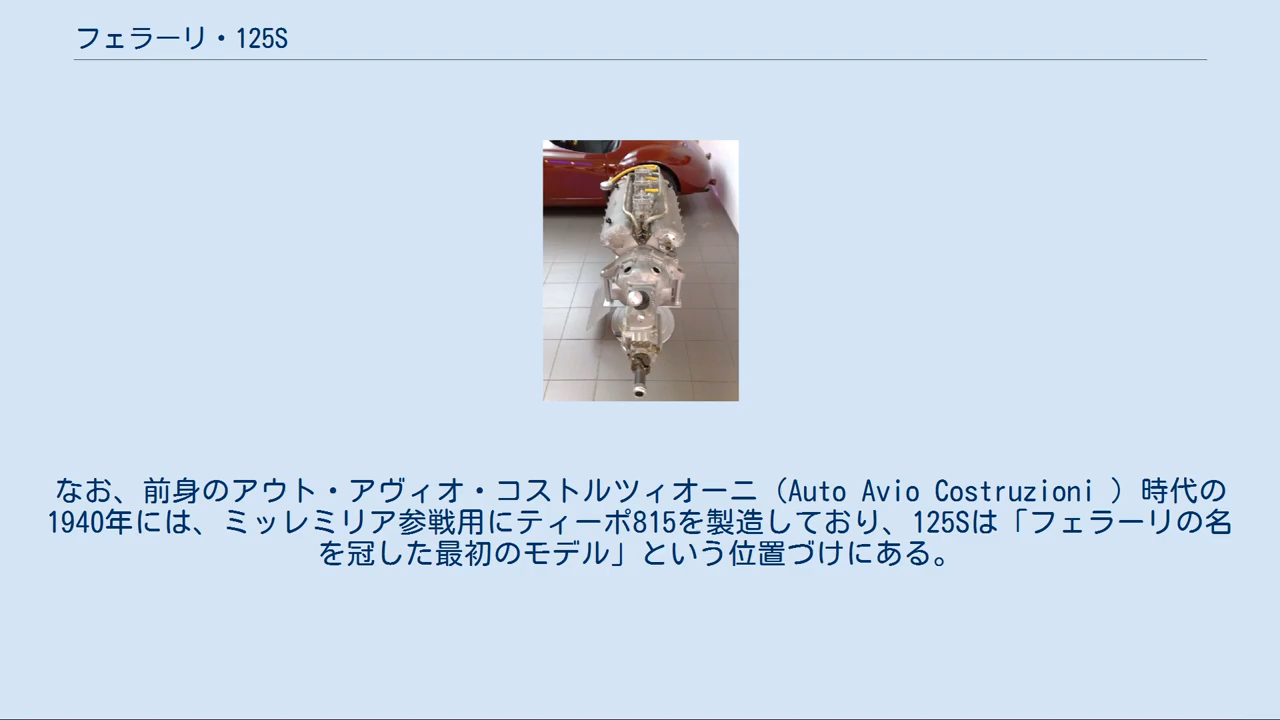 フェラーリ・125S
なお、前身のアウト・アヴィオ・コストルツィオーニ（Auto Avio Costruzioni ）時代の
1940年には、ミッレミリア参戦用にティーポ815を製造しており、125Sは「フェラーリの名
を冠した最初のモデル」という位置づけにある。